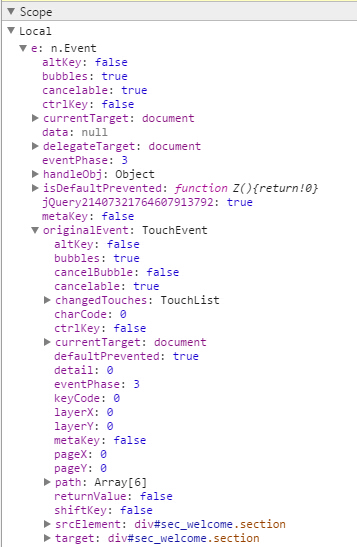 Scope
Local
e: n.Event
altKey: false
bubbles: true
cancelable: true
ctrlKey: false
currentTarget: document
data: null
delegateTarget: document
eventPhase: 3
handleObj: Object
isDefaultPrevented: function Z(){return!0}
jQuery21407321764607913792: true
metaKey: false
originalEvent: TouchEvent
altKey: false
bubbles: true
cancelBubble: false
cancelable: true
changedTouches: TouchList
charCode: 0
ctrlKey: false
currentTarget: document
defaultPrevented: true
detail: 0
eventPhase: 3
keyCode: 0
layerX: 0
layerY: 0
metaKey: false
pageX: 0
pageY: 0
path: Array[6]
returnValue: false
shiftKey: false
srcElement: div#sec_welcome.section
target: div#sec_welcome.section